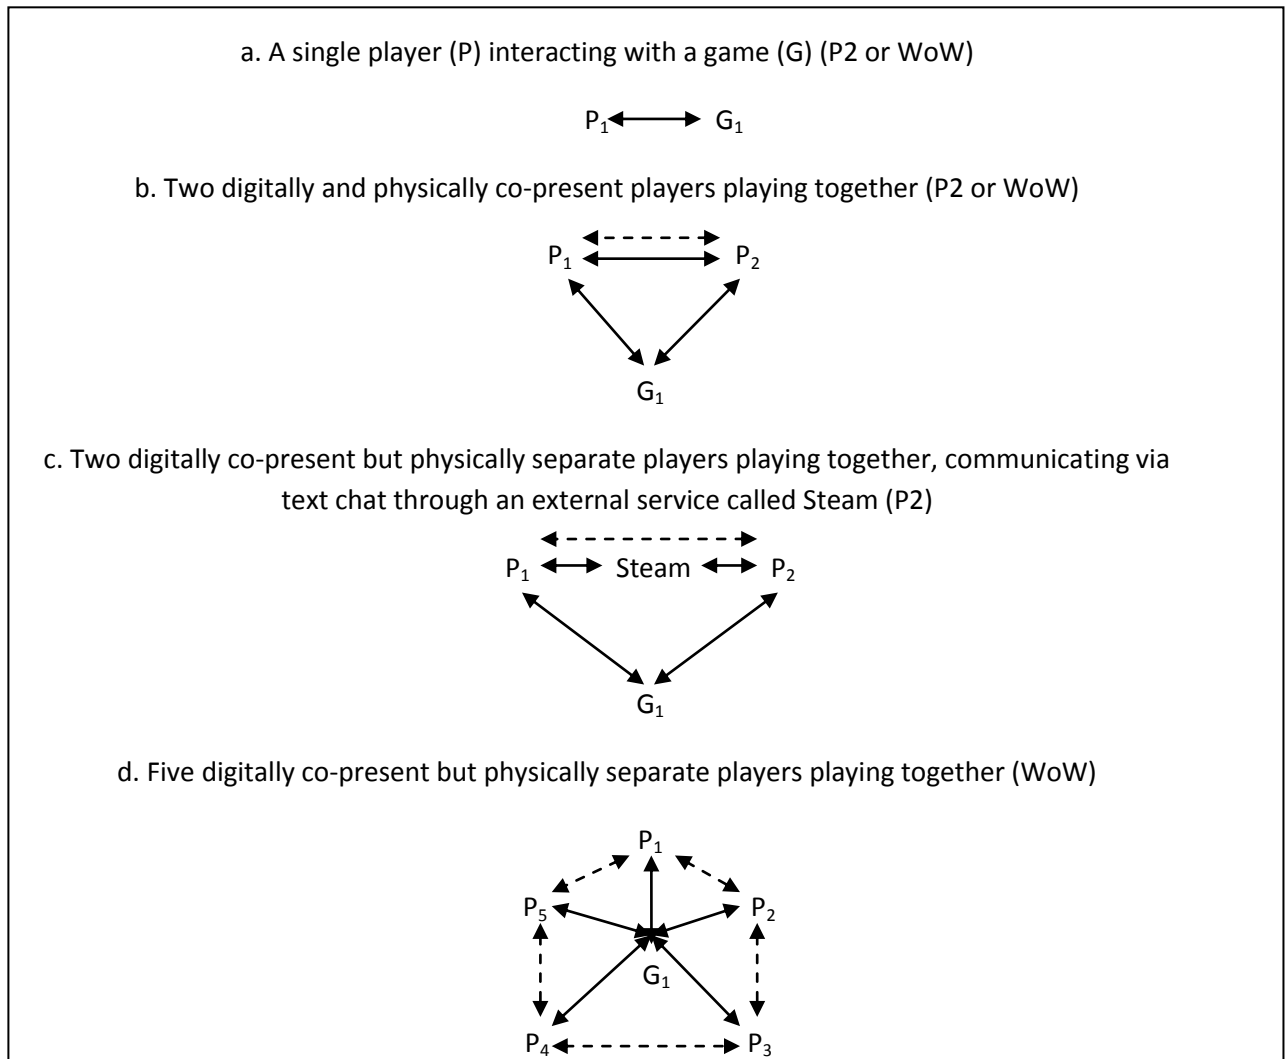 a. A single player (P) interacting with a game (G) (P2 or WoW)
P₁ G₁
b. Two digitally and physically co-present players playing together (P2 or WoW)
P₁ P₂
G₁
c. Two digitally co-present but physically separate players playing together, communicating via
text chat through an external service called Steam (P2)
P₁ Steam P₂
G₁
d. Five digitally co-present but physically separate players playing together (WoW)
P₁
P₅ P₂
G₁
P₄ P₃